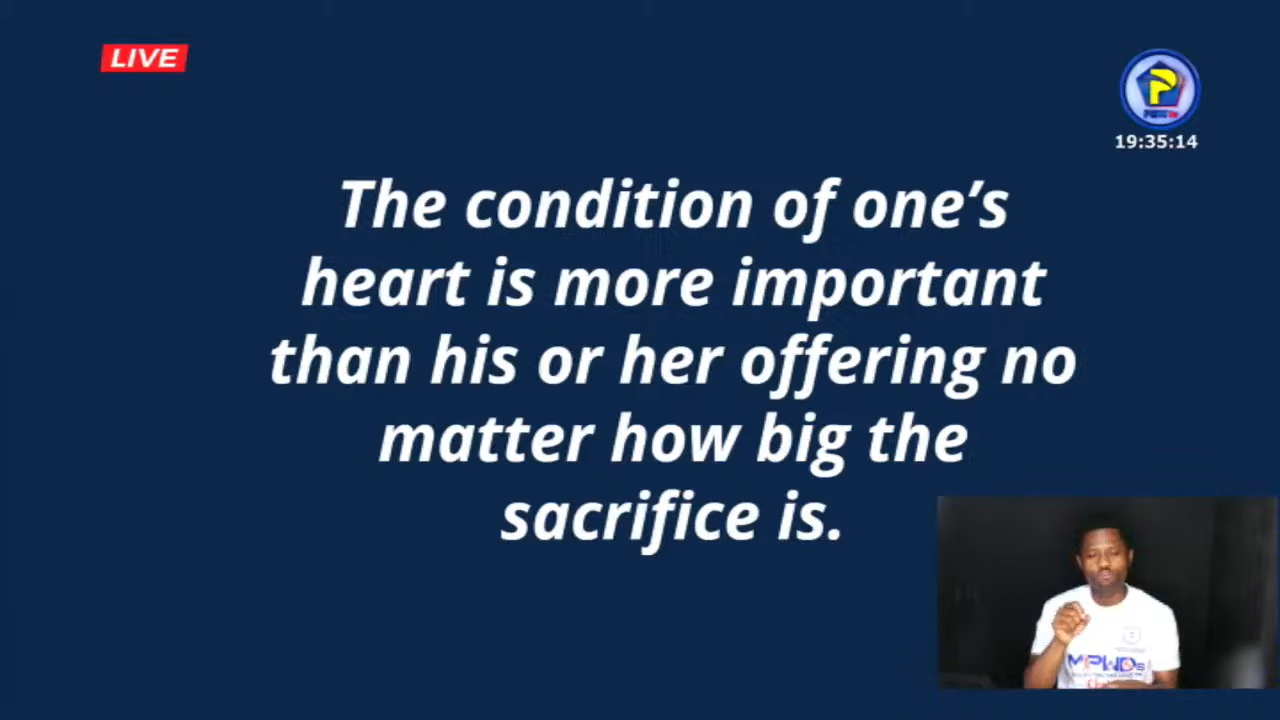 LIVE
P
19:35:14
The condition of one’s
heart is more important
than his or her offering no
matter how big the
sacrifice is.
MPWDs